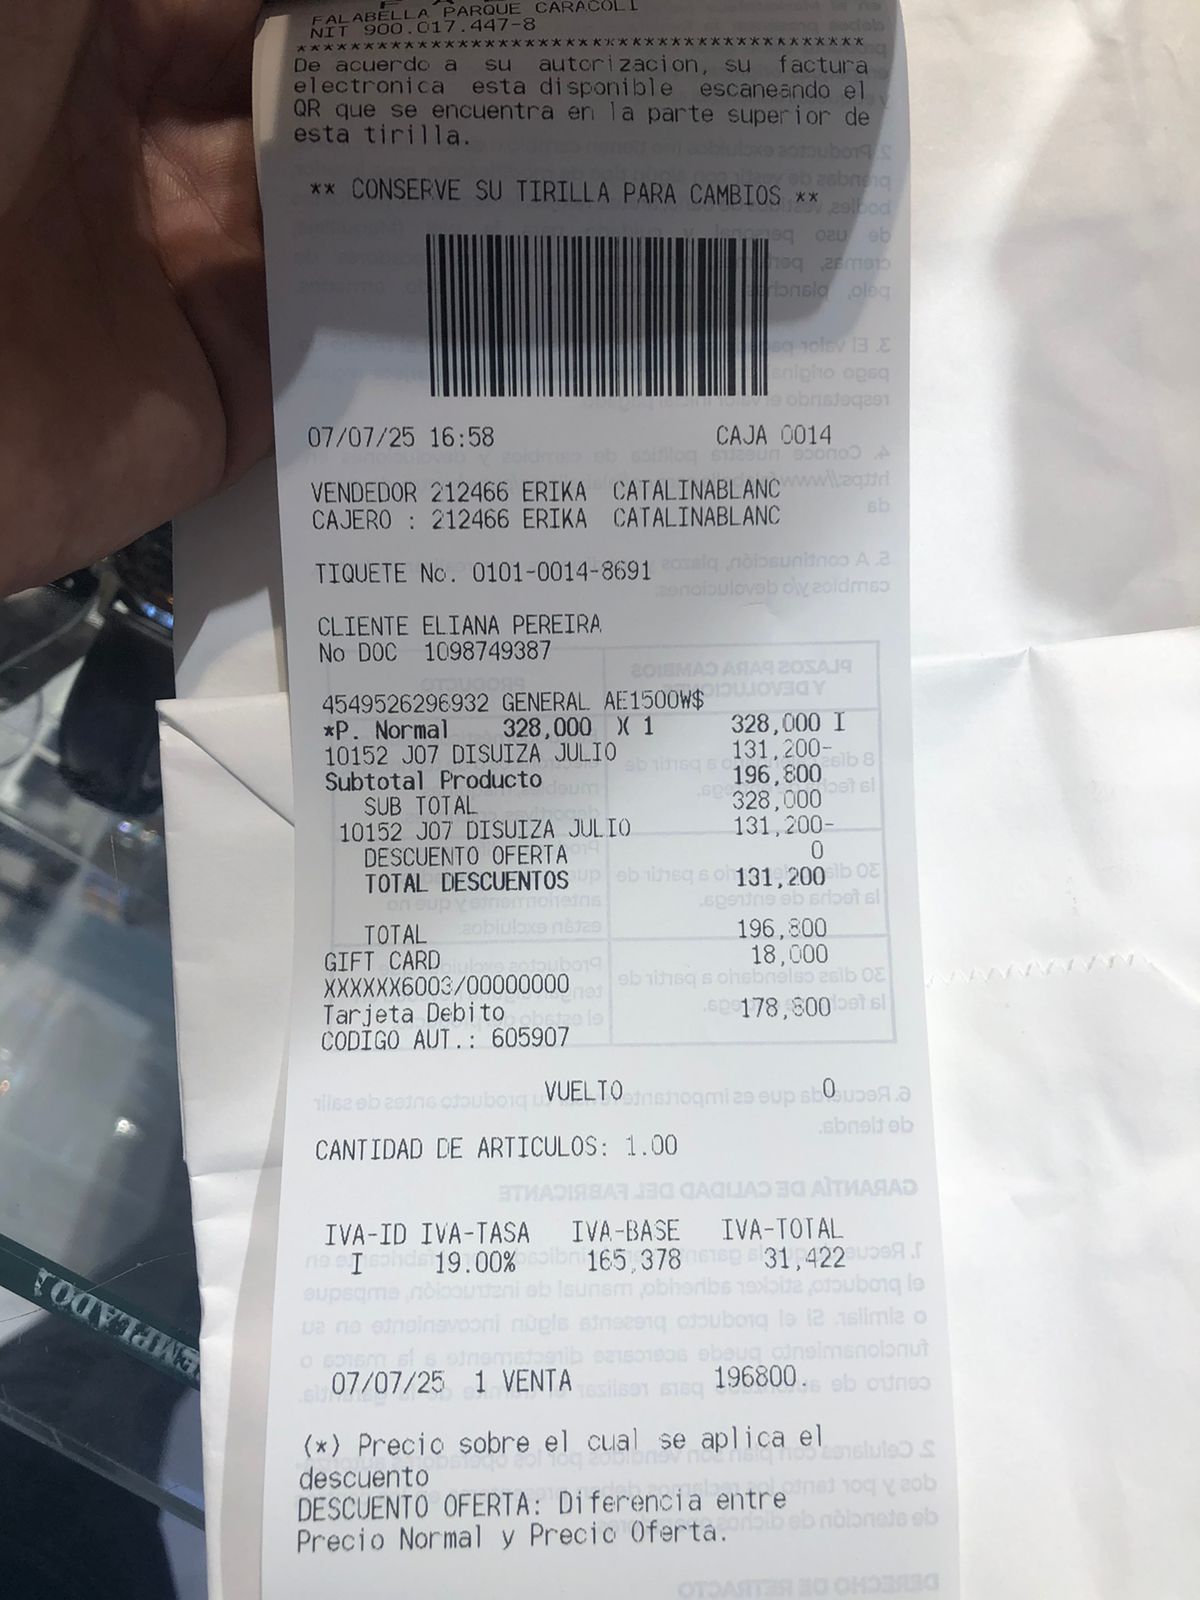 FALABELLA PARQUE CARACOLI
NIT 900.017.447-8
******************************************
De acuerdo a su autorizacion, su factura
electronica esta disponible escaneando el
QR que se encuentra en la parte superior de
esta tirilla.
** CONSERVE SU TIRILLA PARA CAMBIOS **
07/07/25 16:58 CAJA 0014
VENDEDOR 212466 ERIKA CATALINABLANC
CAJERO : 212466 ERIKA CATALINABLANC
TIQUETE No. 0101-0014-8691
CLIENTE ELIANA PEREIRA
No DOC 1098749387
4549526296932 GENERAL AE1500W$
*P. Normal 328,000 X 1 328,000 I
10152 J07 DISUIZA JULIO 131,200-
Subtotal Producto 196,800
SUB TOTAL 328,000
10152 J07 DISUIZA JULIO 131,200-
DESCUENTO OFERTA 0
TOTAL DESCUENTOS 131,200
TOTAL 196,800
GIFT CARD 18,000
XXXXXX6003/00000000
Tarjeta Debito 178,800
CODIGO AUT.: 605907
VUELTO 0
CANTIDAD DE ARTICULOS: 1.00
IVA-ID IVA-TASA IVA-BASE IVA-TOTAL
I 19.00% 165,378 31,422
07/07/25 1 VENTA 196800.
(*) Precio sobre el cual se aplica el
descuento
DESCUENTO OFERTA: Diferencia entre
Precio Normal y Precio Oferta.